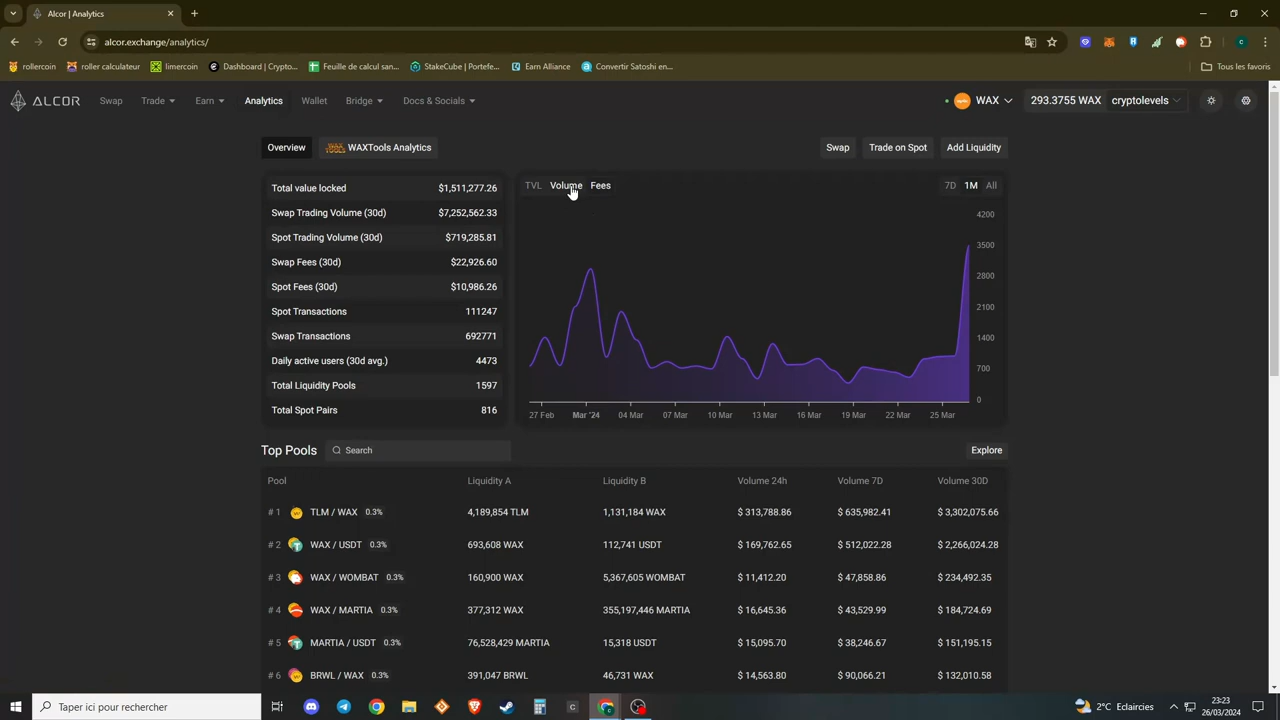 Alcor | Analytics
alcor.exchange/analytics/
rollercoin roller calculateur limercoin Dashboard | Crypto... Feuille de calcul san... StakeCube | Portefe... Earn Alliance Convertir Satoshi en... Tous les favoris
ALCOR Swap Trade Earn Analytics Wallet Bridge Docs & Socials WAX 293.3755 WAX cryptolevels
Overview WAXTools Analytics Swap Trade on Spot Add Liquidity
Total value locked $1,511,277.26
Swap Trading Volume (30d) $7,252,562.33
Spot Trading Volume (30d) $719,285.81
Swap Fees (30d) $22,926.60
Spot Fees (30d) $10,986.26
Spot Transactions 111247
Swap Transactions 692771
Daily active users (30d avg.) 4473
Total Liquidity Pools 1597
Total Spot Pairs 816
TVL Volume Fees 7D 1M All
4200
3500
2800
2100
1400
700
0
27 Feb Mar '24 04 Mar 07 Mar 10 Mar 13 Mar 16 Mar 19 Mar 22 Mar 25 Mar
Top Pools Search Explore
Pool Liquidity A Liquidity B Volume 24h Volume 7D Volume 30D
# 1 TLM / WAX 0.3% 4,189,854 TLM 1,131,184 WAX $ 313,788.86 $ 635,982.41 $ 3,302,075.66
# 2 WAX / USDT 0.3% 693,608 WAX 112,741 USDT $ 169,762.65 $ 512,022.28 $ 2,266,024.28
# 3 WAX / WOMBAT 0.3% 160,900 WAX 5,367,605 WOMBAT $ 11,412.20 $ 47,858.86 $ 234,492.35
# 4 WAX / MARTIA 0.3% 377,312 WAX 355,197,446 MARTIA $ 16,645.36 $ 43,529.99 $ 184,724.69
# 5 MARTIA / USDT 0.3% 76,528,429 MARTIA 15,318 USDT $ 15,095.70 $ 38,246.67 $ 151,195.15
# 6 BRWL / WAX 0.3% 391,047 BRWL 46,731 WAX $ 14,563.80 $ 90,066.21 $ 132,010.58
Taper ici pour rechercher 2°C Eclaircies 23:23
26/03/2024